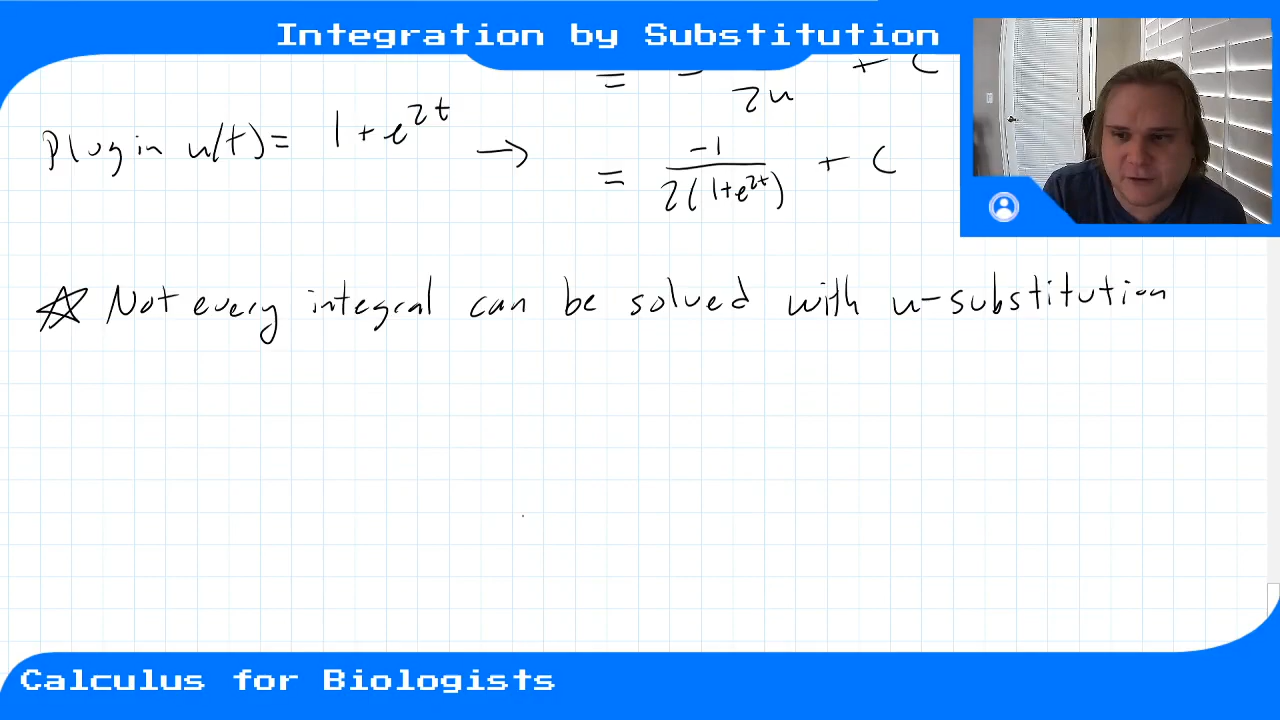 Integration by Substitution
= - 2u + C
Plug in u(t) = 1 + e^{2t} → = -1 / 2(1+e^{2t}) + C
☆ Not every integral can be solved with u-substitution
Calculus for Biologists